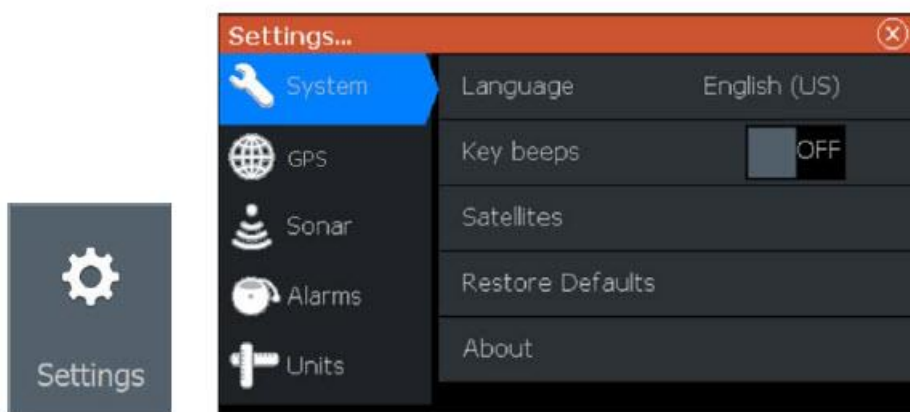 Settings...
System
Language English (US)
GPS
Key beeps OFF
Sonar
Satellites
Alarms
Restore Defaults
Units
About
Settings